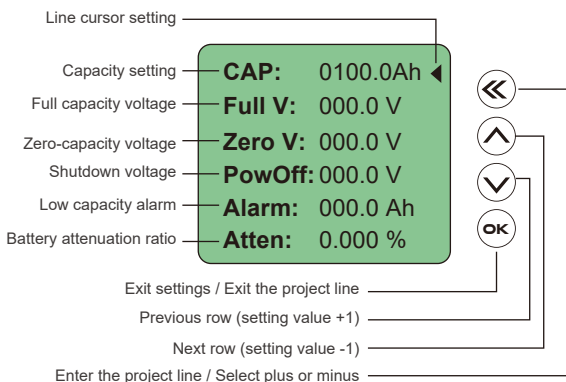 Line cursor setting
Capacity setting
Full capacity voltage
Zero-capacity voltage
Shutdown voltage
Low capacity alarm
Battery attenuation ratio
CAP: 0100.0Ah
Full V: 000.0 V
Zero V: 000.0 V
PowOff: 000.0 V
Alarm: 000.0 Ah
Atten: 0.000 %
OK
Exit settings / Exit the project line
Previous row (setting value +1)
Next row (setting value -1)
Enter the project line / Select plus or minus